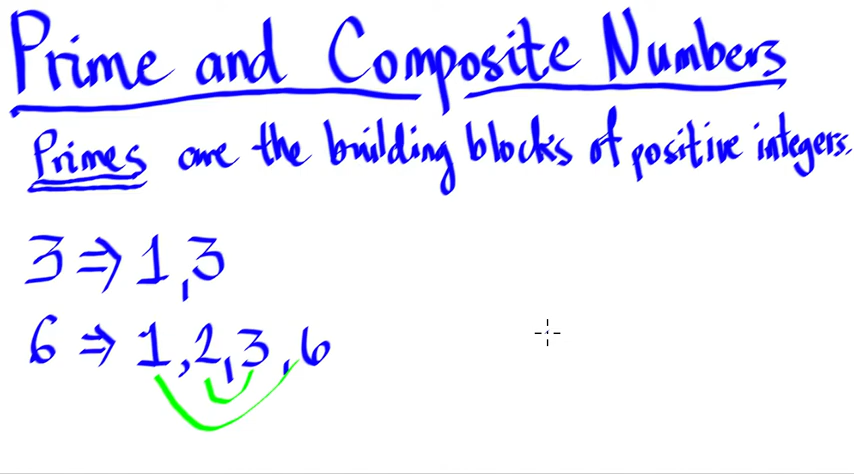 Prime and Composite Numbers
Primes are the building blocks of positive integers.
3 ⇒ 1,3
6 ⇒ 1,2,3,6